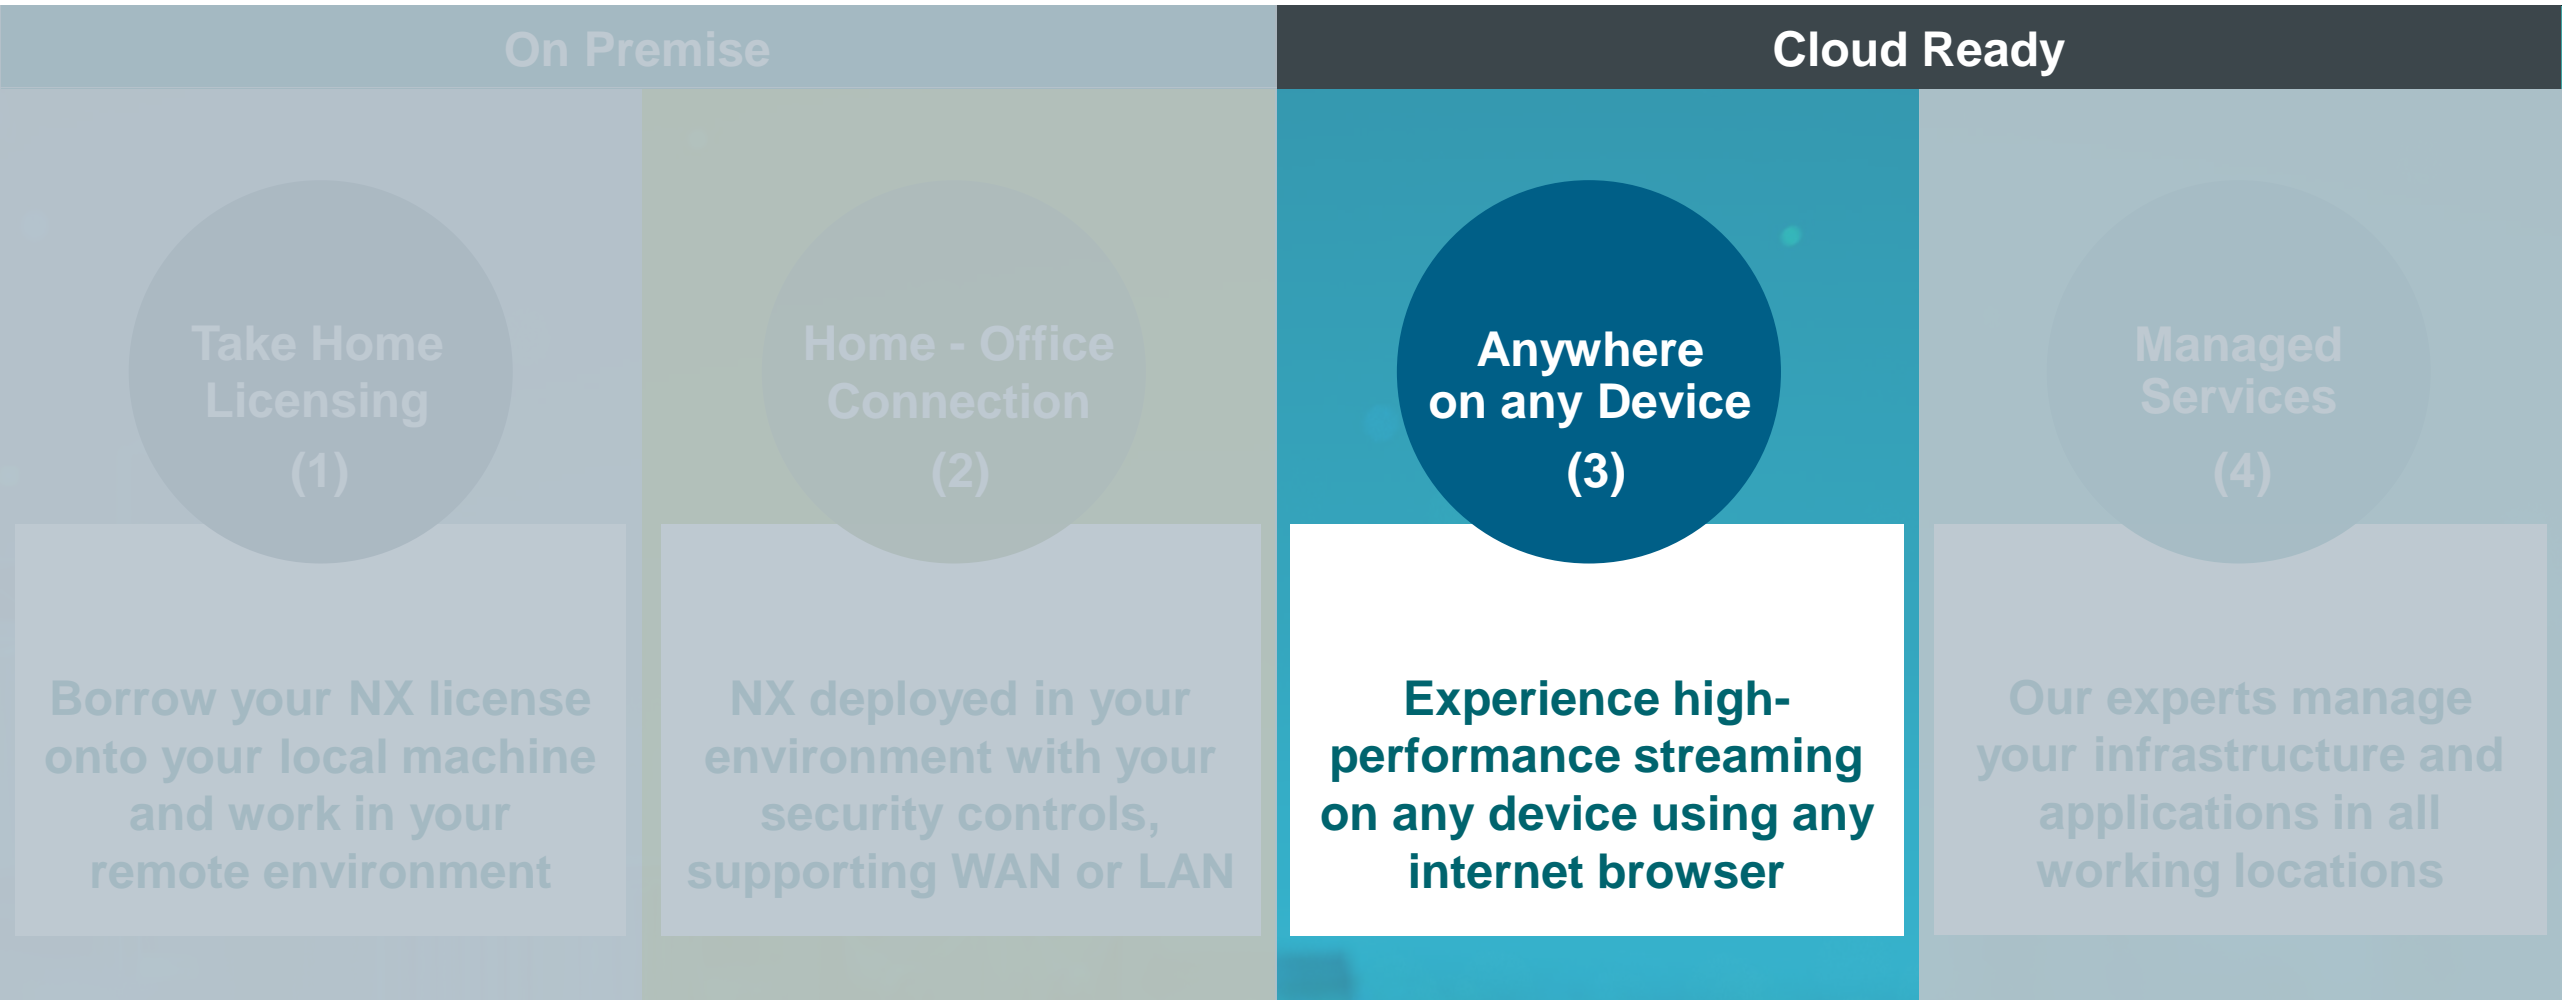 On Premise
Cloud Ready
Take Home
Licensing
(1)
Borrow your NX license
onto your local machine
and work in your
remote environment
Home - Office
Connection
(2)
NX deployed in your
environment with your
security controls,
supporting WAN or LAN
Anywhere
on any Device
(3)
Experience high-
performance streaming
on any device using any
internet browser
Managed
Services
(4)
Our experts manage
your infrastructure and
applications in all
working locations